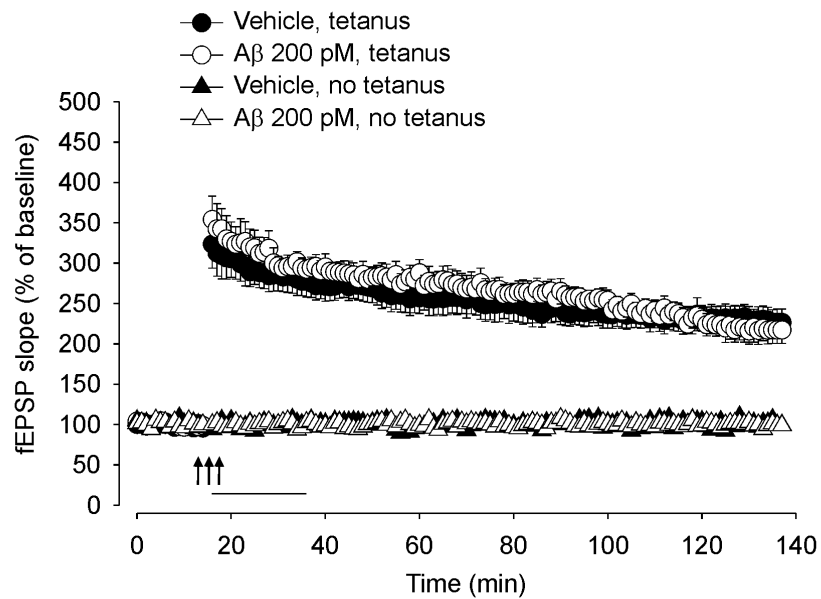 Vehicle, tetanus
Aβ 200 pM, tetanus
Vehicle, no tetanus
Aβ 200 pM, no tetanus
fEPSP slope (% of baseline)
500
450
400
350
300
250
200
150
100
50
0
0 20 40 60 80 100 120 140
Time (min)